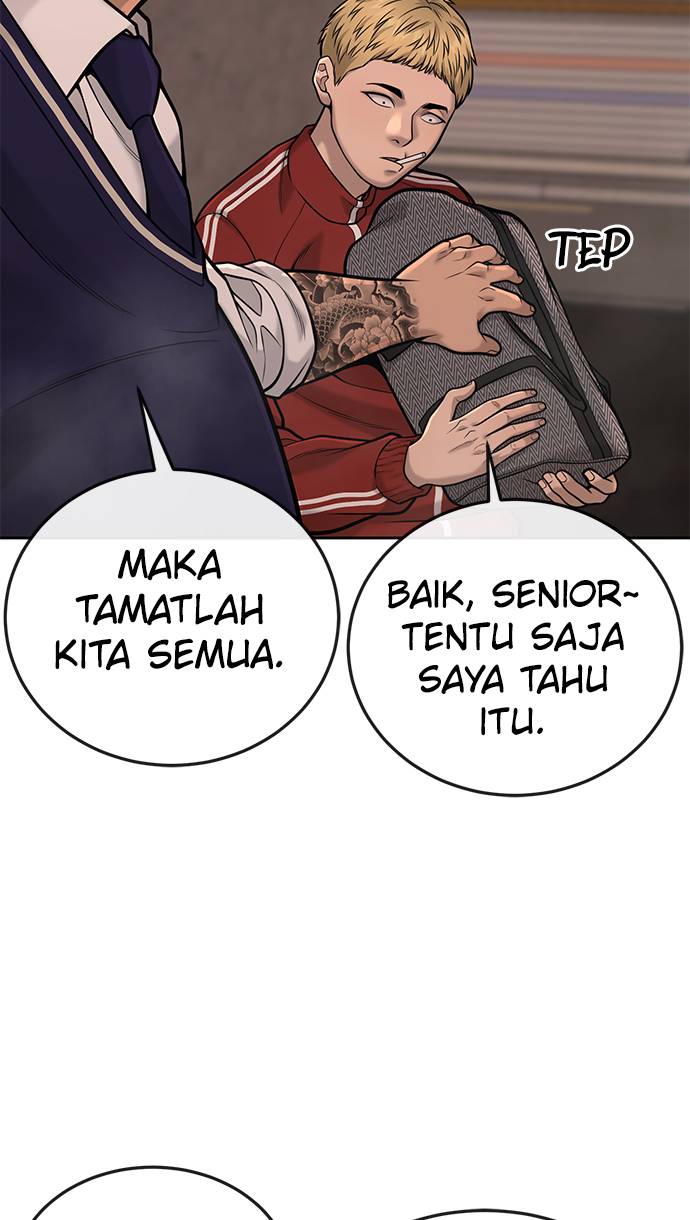 TEP
MAKA
TAMATLAH
KITA SEMUA.
BAIK, SENIOR~
TENTU SAJA
SAYA TAHU
ITU.